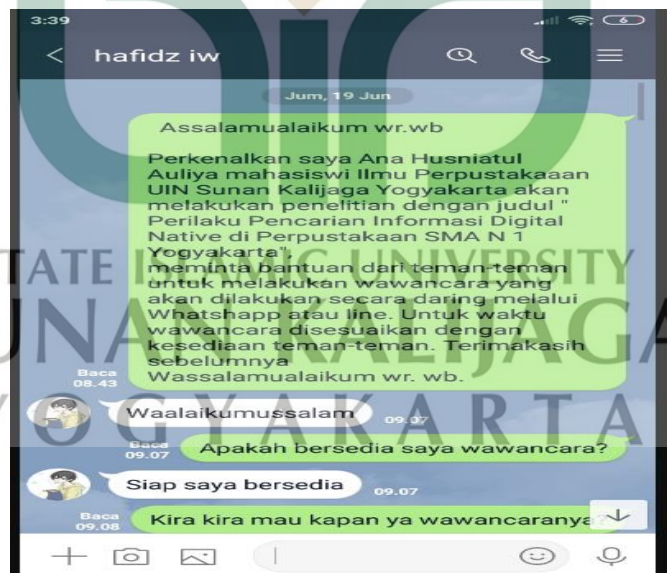 3:39
6
hafidz iw
Jum, 19 Jun
Assalamualaikum wr.wb
Perkenalkan saya Ana Husniatul
Auliya mahasiswi Ilmu Perpustakaaan
UIN Sunan Kalijaga Yogyakarta akan
melakukan penelitian dengan judul "
Perilaku Pencarian Informasi Digital
Native di Perpustakaan SMA N 1
Yogyakarta",
meminta bantuan dari teman-teman
untuk melakukan wawancara yang
akan dilakukan secara daring melalui
Whatshapp atau line. Untuk waktu
wawancara disesuaikan dengan
kesediaan teman-teman. Terimakasih
sebelumnya
Wassalamualaikum wr. wb.
Baca
08.43
Waalaikumussalam
09.07
Apakah bersedia saya wawancara?
Baca
09.07
Siap saya bersedia
09.07
Kira kira mau kapan ya wawancaranya?
Baca
09.08
TATE ISLAMIC UNIVERSITY
UNAN KALIJAGA
YOGYAKARTA